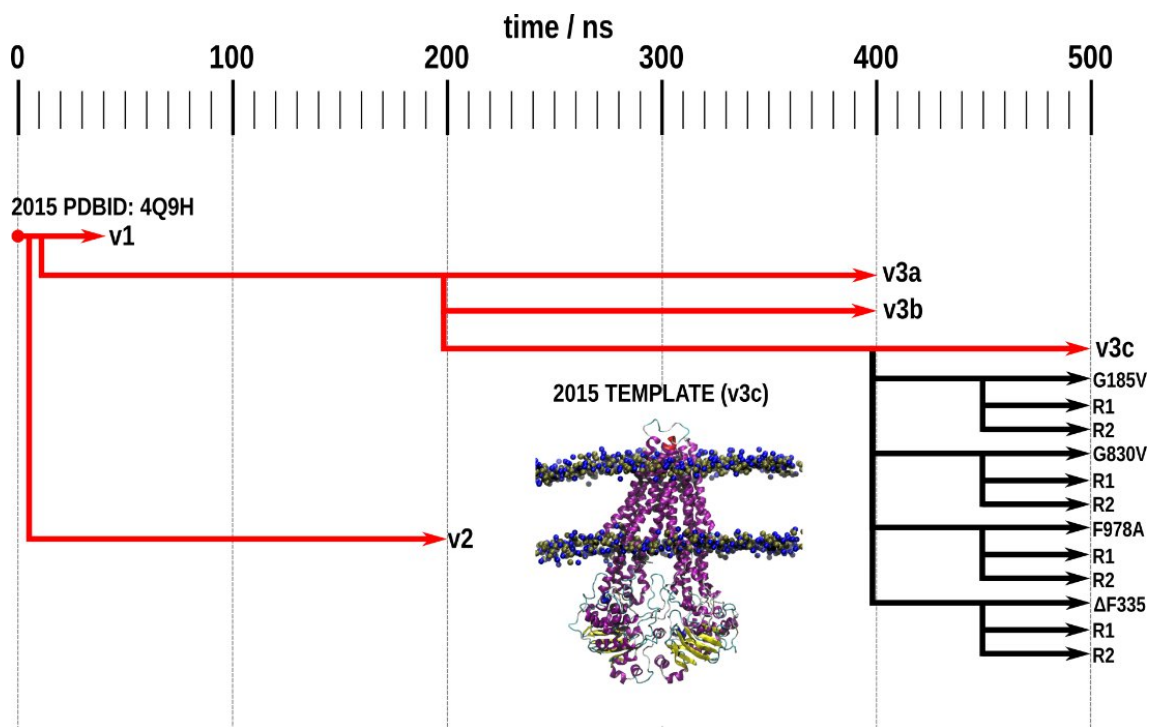 time / ns
0 100 200 300 400 500
2015 PDBID: 4Q9H
v1
v3a
v3b
v3c
2015 TEMPLATE (v3c)
G185V
R1
R2
G830V
R1
R2
F978A
v2
R1
R2
ΔF335
R1
R2